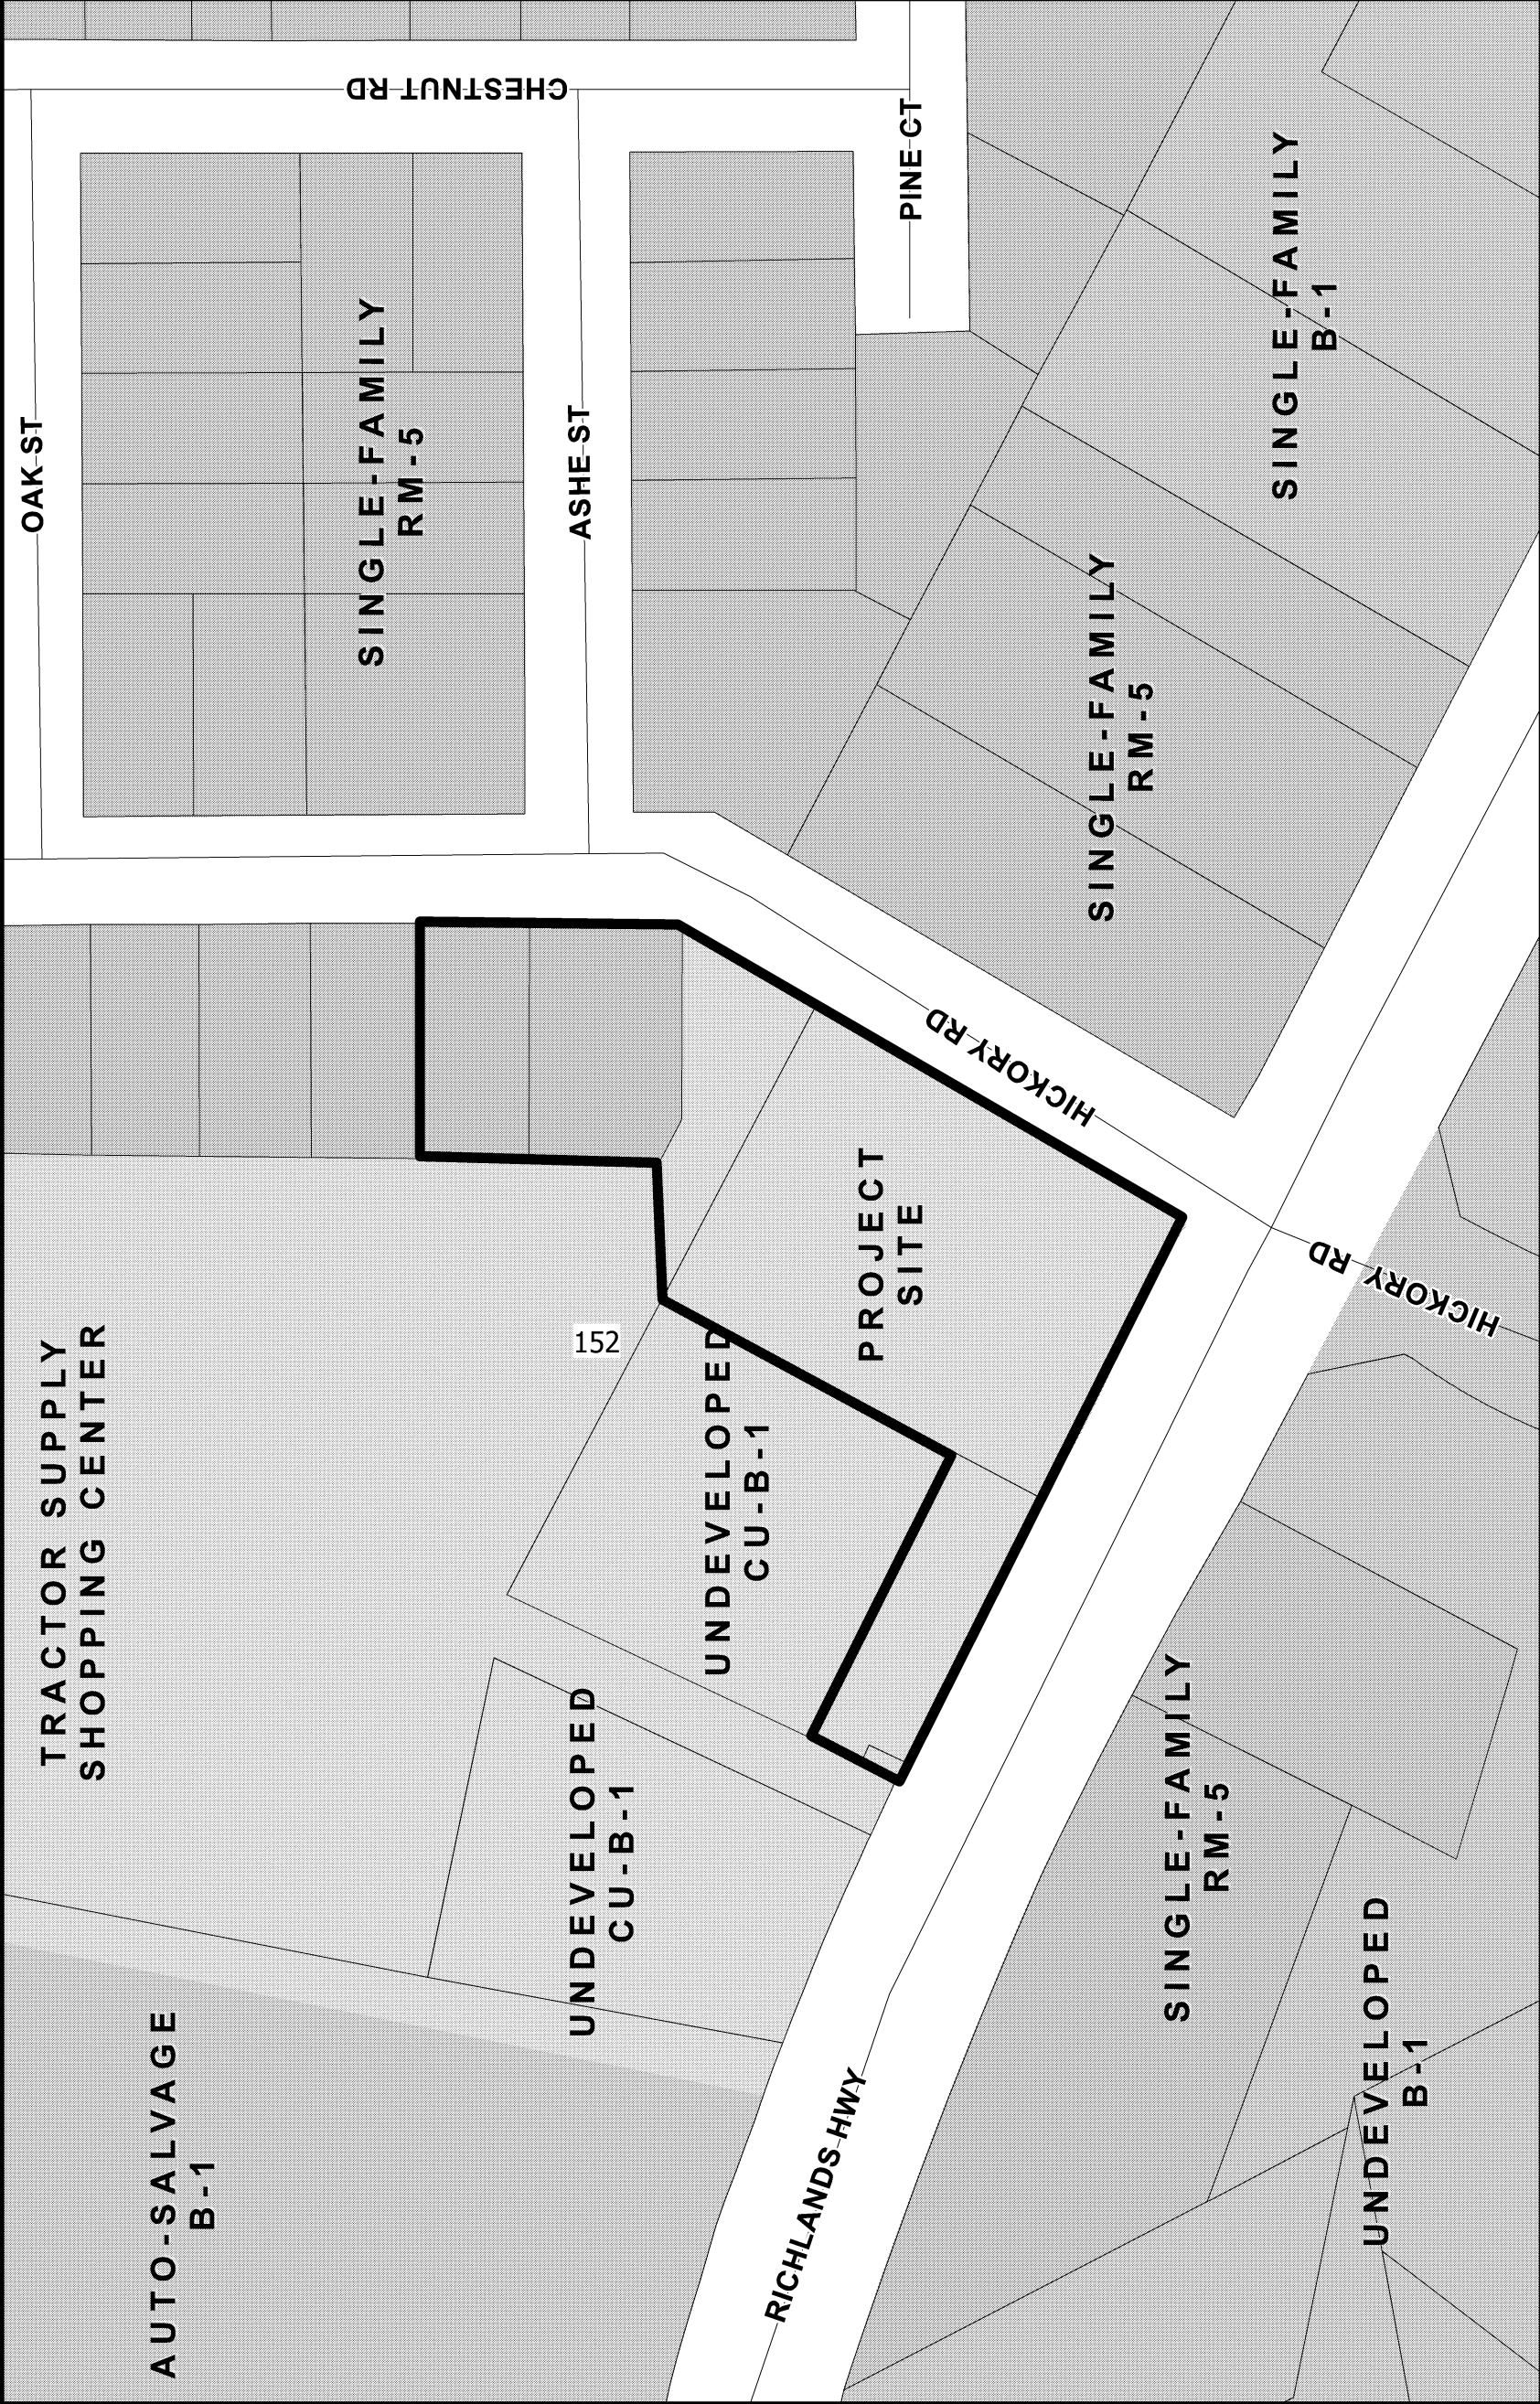 CHESTNUT RD
PINE CT
OAK ST
ASHE ST
SINGLE-FAMILY
RM-5
SINGLE-FAMILY
B-1
SINGLE-FAMILY
RM-5
HICKORY RD
HICKORY RD
PROJECT
SITE
152
UNDEVELOPED
CU-B-1
TRACTOR SUPPLY
SHOPPING CENTER
UNDEVELOPED
CU-B-1
SINGLE-FAMILY
RM-5
UNDEVELOPED
B-1
AUTO-SALVAGE
B-1
RICHLANDS HWY